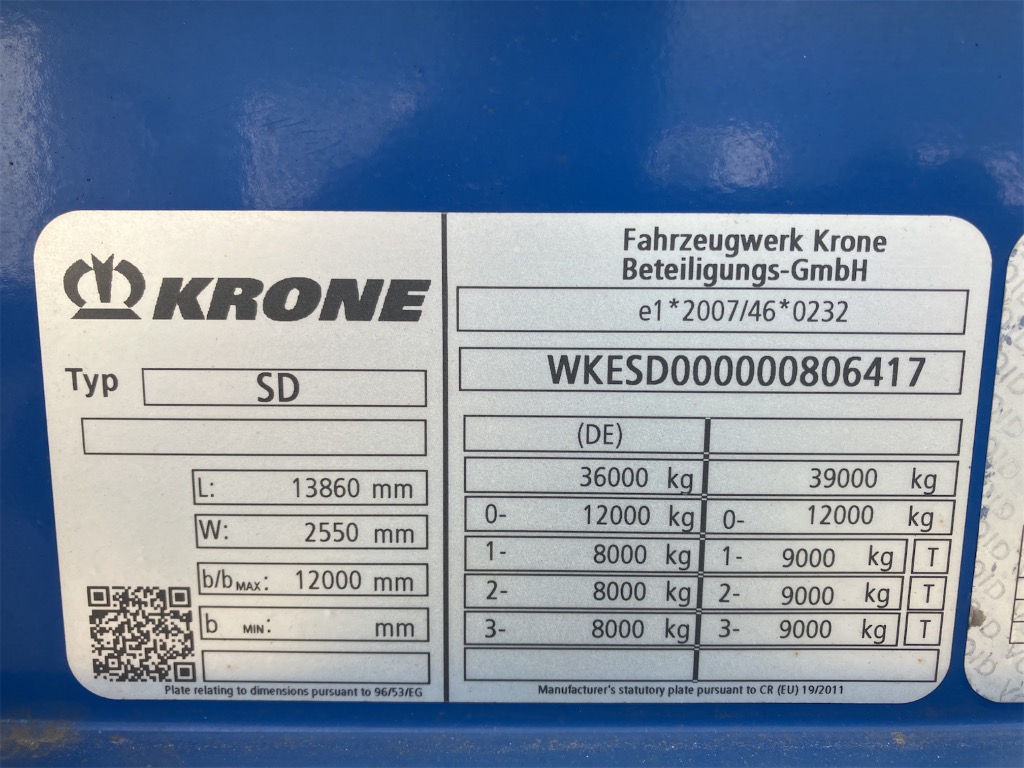 KRONE
Typ SD
L: 13860 mm
W: 2550 mm
b/b MAX: 12000 mm
b MIN: mm
Plate relating to dimensions pursuant to 96/53/EG
Fahrzeugwerk Krone
Beteiligungs-GmbH
e1*2007/46*0232
WKESD000000806417
(DE)
36000 kg 39000 kg
0- 12000 kg 0- 12000 kg
1- 8000 kg 1- 9000 kg T
2- 8000 kg 2- 9000 kg T
3- 8000 kg 3- 9000 kg T
Manufacturer's statutory plate pursuant to CR (EU) 19/2011